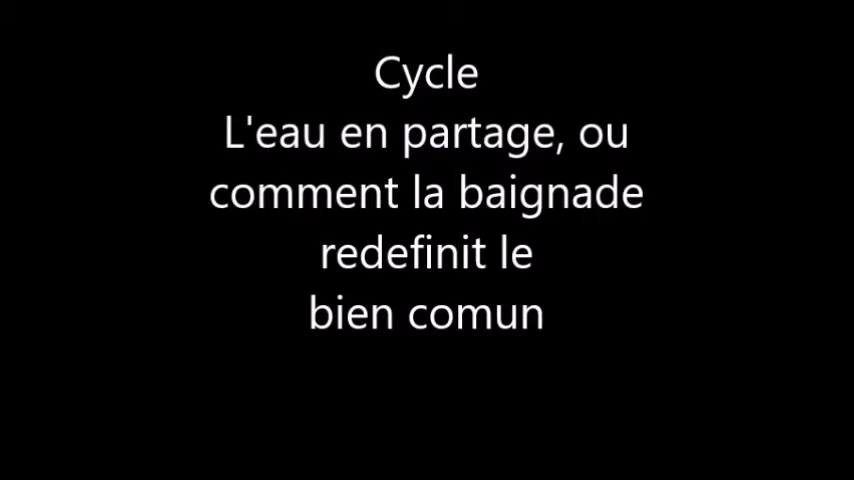 Cycle
L'eau en partage, ou
comment la baignade
redefinit le
bien comun